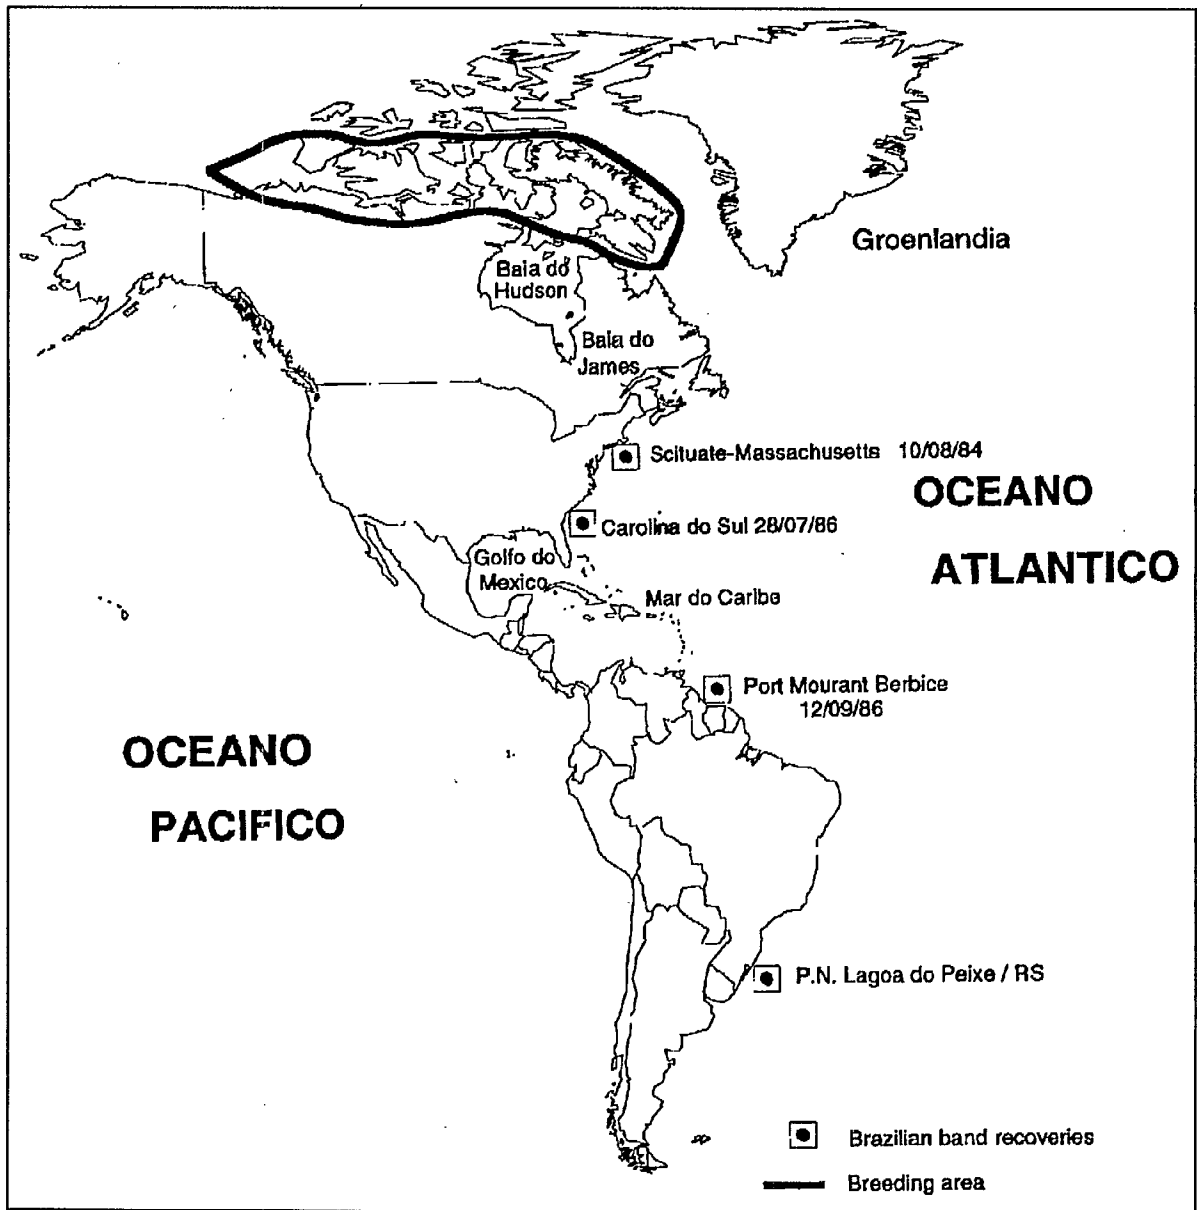 Groenlandia
Baia do
Hudson
Baia do
James
Scituate-Massachusetts 10/08/84
OCEANO
ATLANTICO
Carolina do Sul 28/07/86
Golfo do
Mexico
Mar do Caribe
Port Mourant Berbice
12/09/86
OCEANO
PACIFICO
P.N. Lagoa do Peixe / RS
Brazilian band recoveries
Breeding area